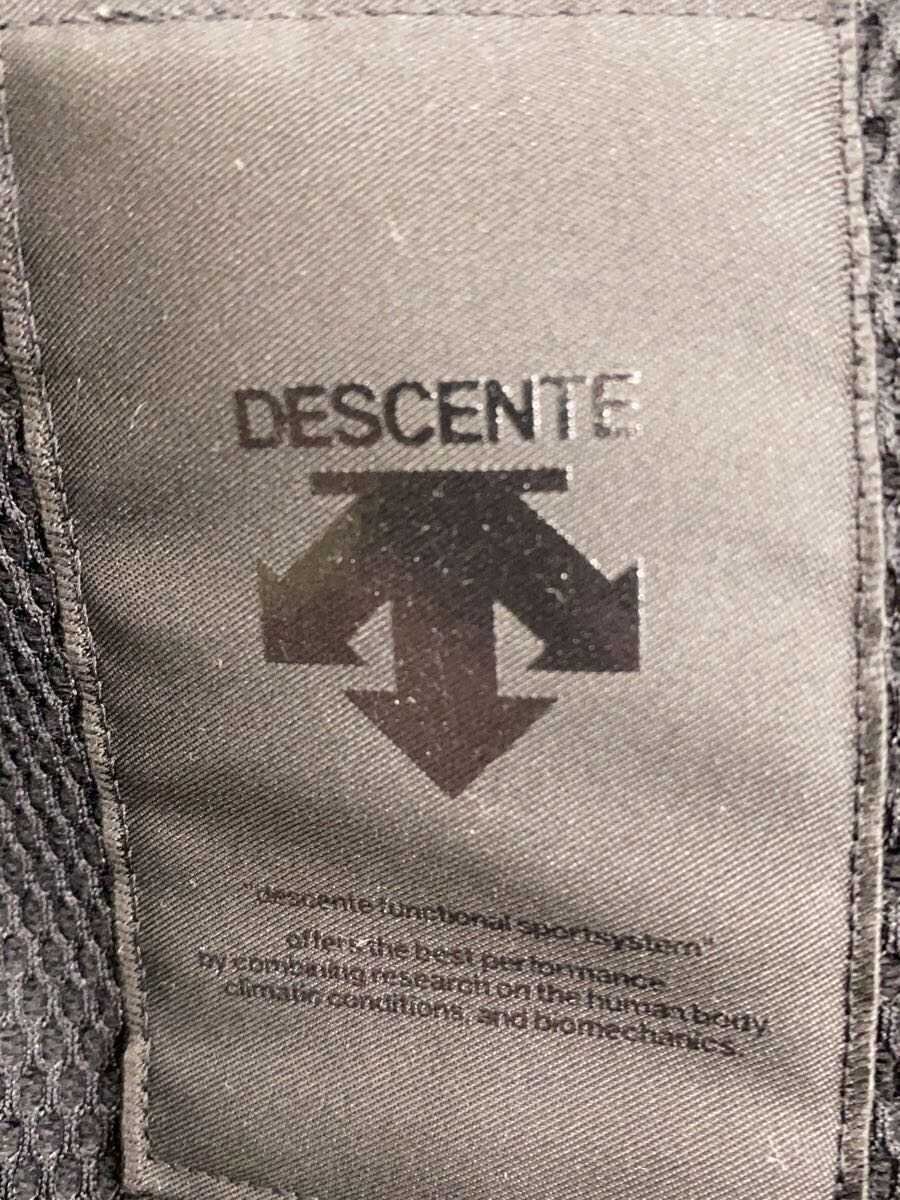 DESCENTE
"descente functional sportsystem"
offers the best performance
by combining research on the human body,
climatic conditions, and biomechanics.